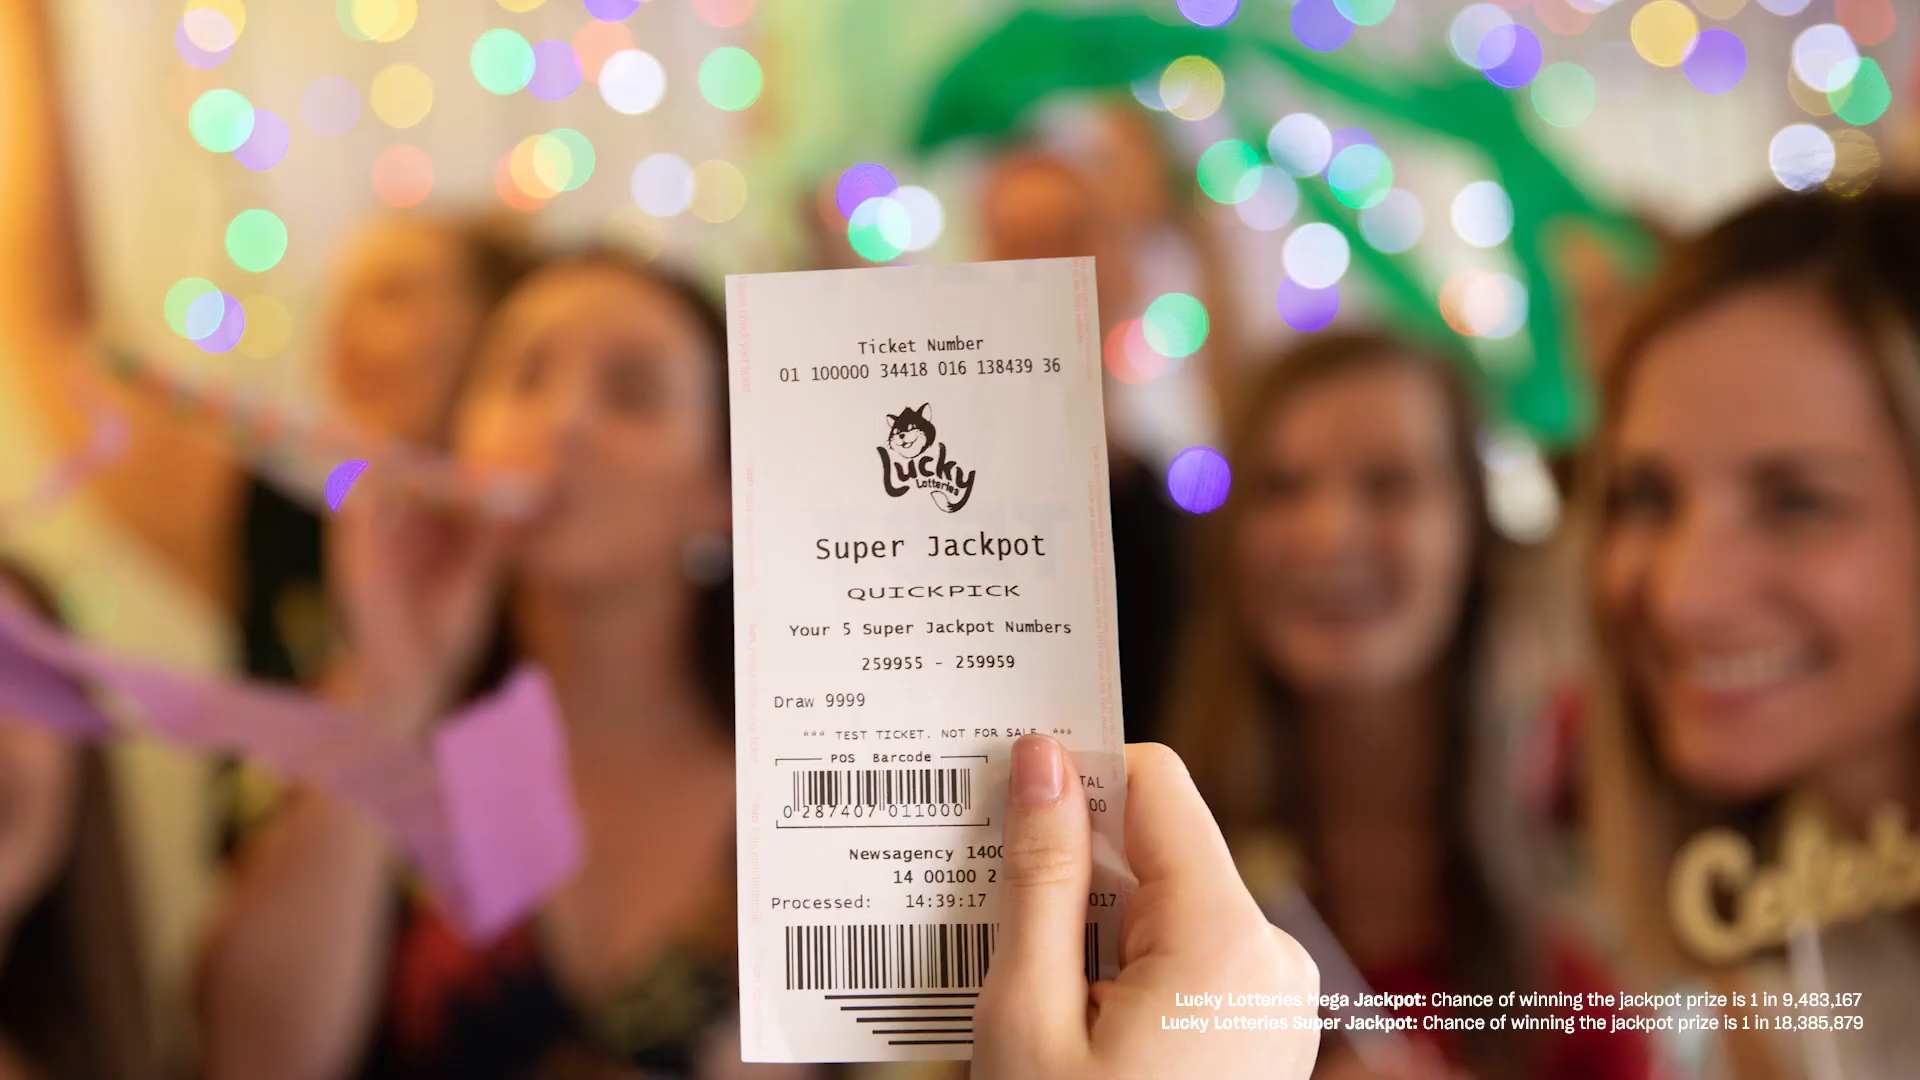 Ticket Number
01 100000 34418 016 138439 36
Lucky
Lotteries
Super Jackpot
QUICKPICK
Your 5 Super Jackpot Numbers
259955 - 259959
Draw 9999
*** TEST TICKET. NOT FOR SALE. ***
POS Barcode
TAL
0 287407 011000
00
Newsagency 1400
14 00100 2
Processed: 14:39:17 017
Lucky Lotteries Mega Jackpot: Chance of winning the jackpot prize is 1 in 9,483,167
Lucky Lotteries Super Jackpot: Chance of winning the jackpot prize is 1 in 18,385,879